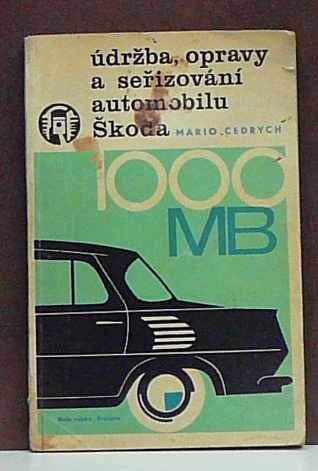 údržba, opravy
a seřizování
automobilu
Škoda MARIO CEDRYCH
1000
MB